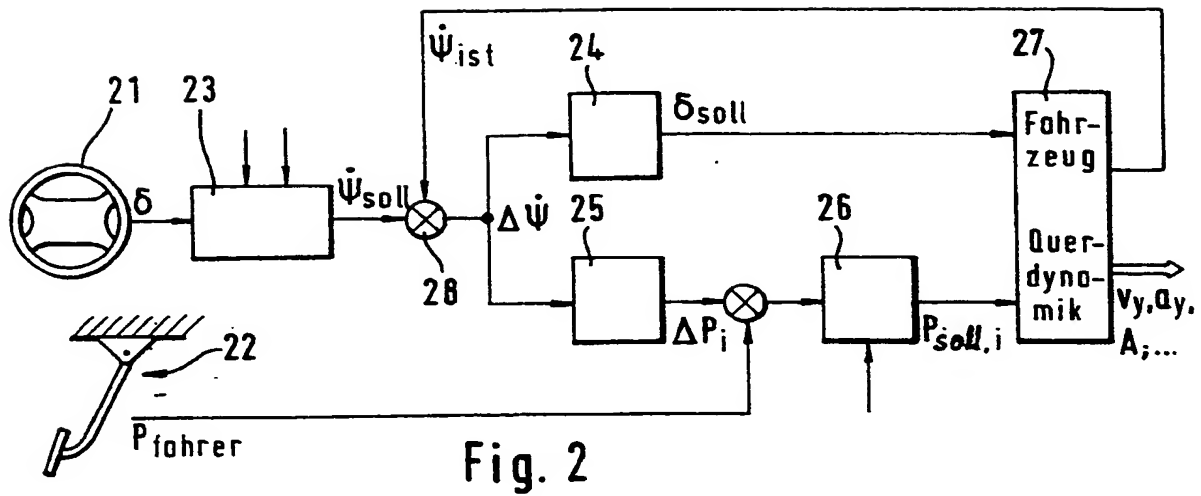 ψ̇ist
24
27
21
23
δsoll
Fahr-
zeug
δ
ψ̇soll
Δψ̇
28
25
26
Quer-
dyna-
mik
ΔPi
Psoll,i
vy,ay,
A;...
22
Pfahrer
Fig. 2